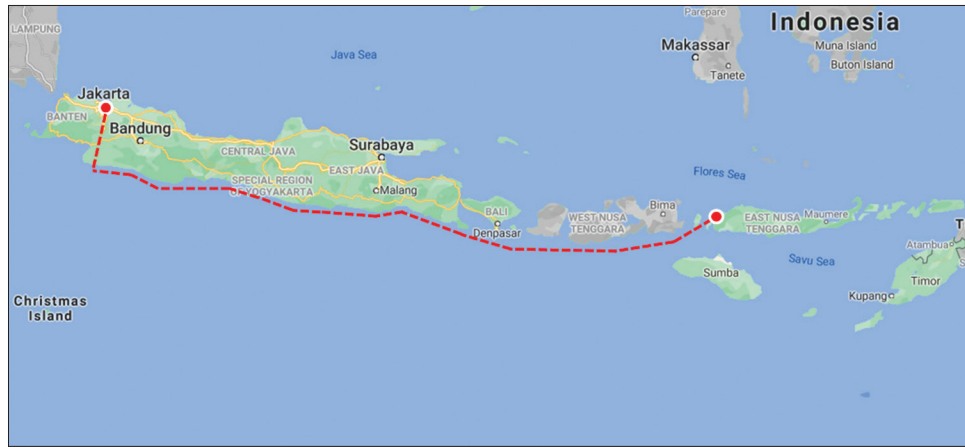 LAMPUNG
Parepare
Indonesia
Muna Island
Java Sea
Makassar
Tanete
Buton Island
Jakarta
BANTEN
Bandung
Surabaya
CENTRAL JAVA
EAST JAVA
SPECIAL REGION
OF YOGYAKARTA
Malang
Flores Sea
BALI
Denpasar
WEST NUSA
TENGGARA
Bima
EAST NUSA
TENGGARA
Maumere
T
Atambua
Savu Sea
Sumba
Timor
Kupang
Christmas
Island